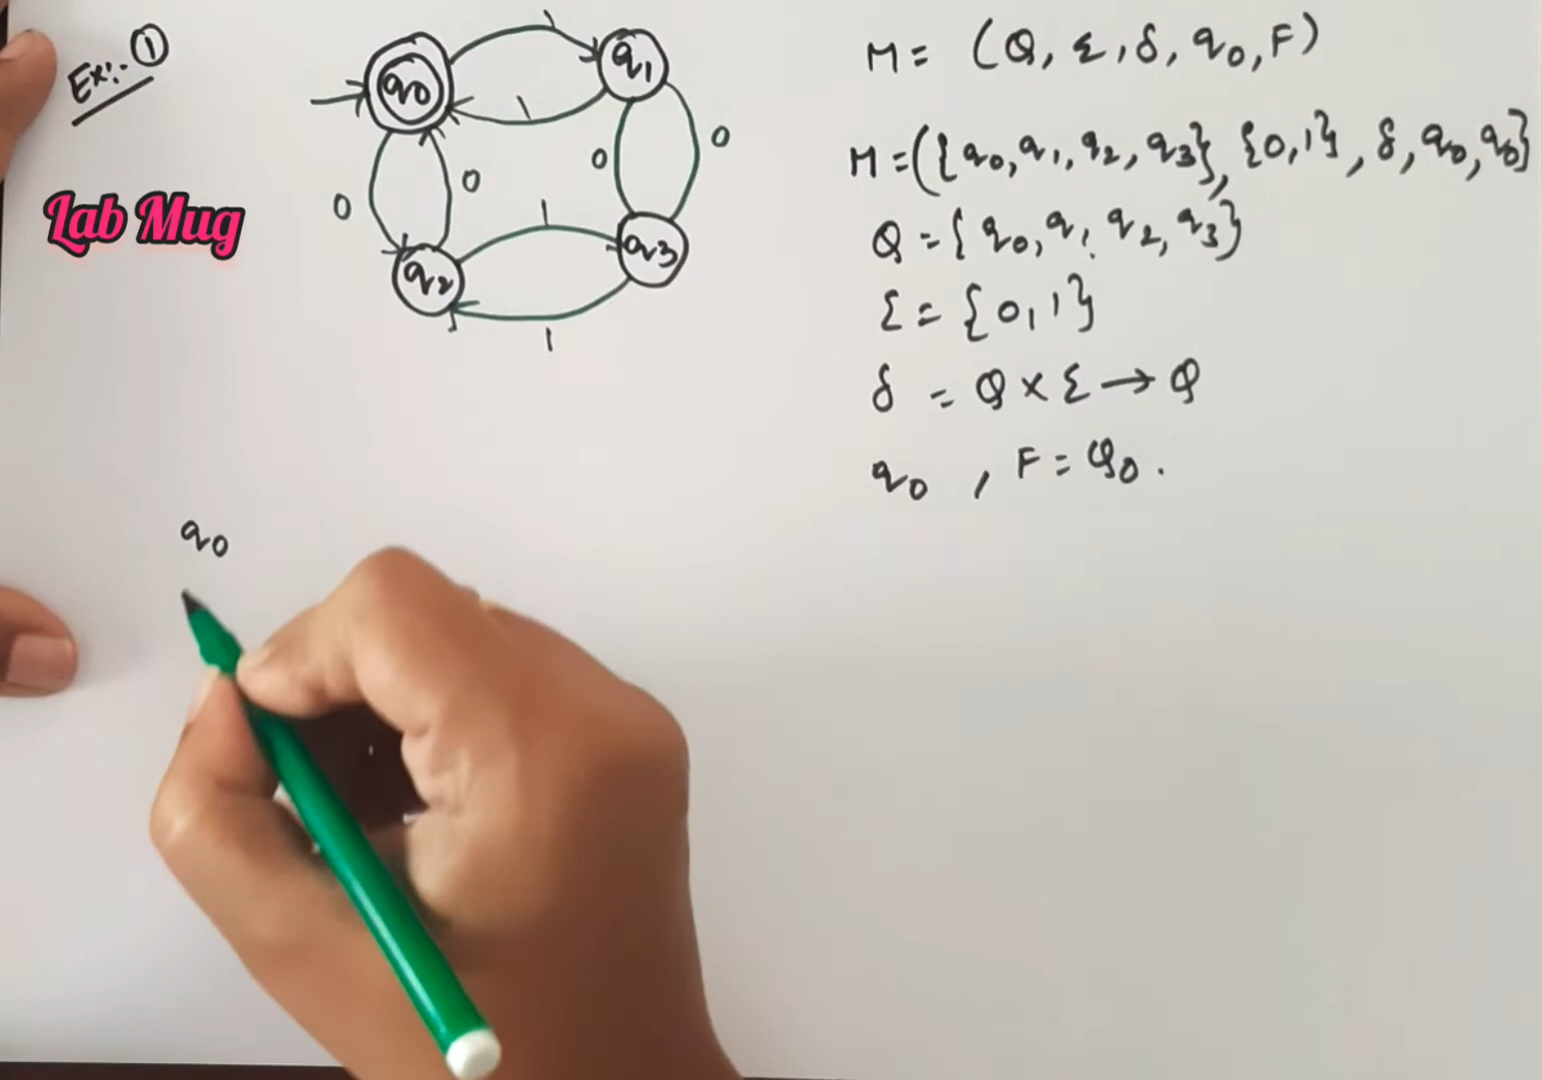 Ex:- ①
Lab Mug
1
q0
q1
1
0
0
0
0
1
q2
q3
1
M = (Q, Σ, δ, q0, F)
M = ({q0, q1, q2, q3}, {0, 1}, δ, q0, q0}
Q = {q0, q1, q2, q3}
Σ = {0, 1}
δ = Q × Σ → Q
q0 , F = q0 .
q0